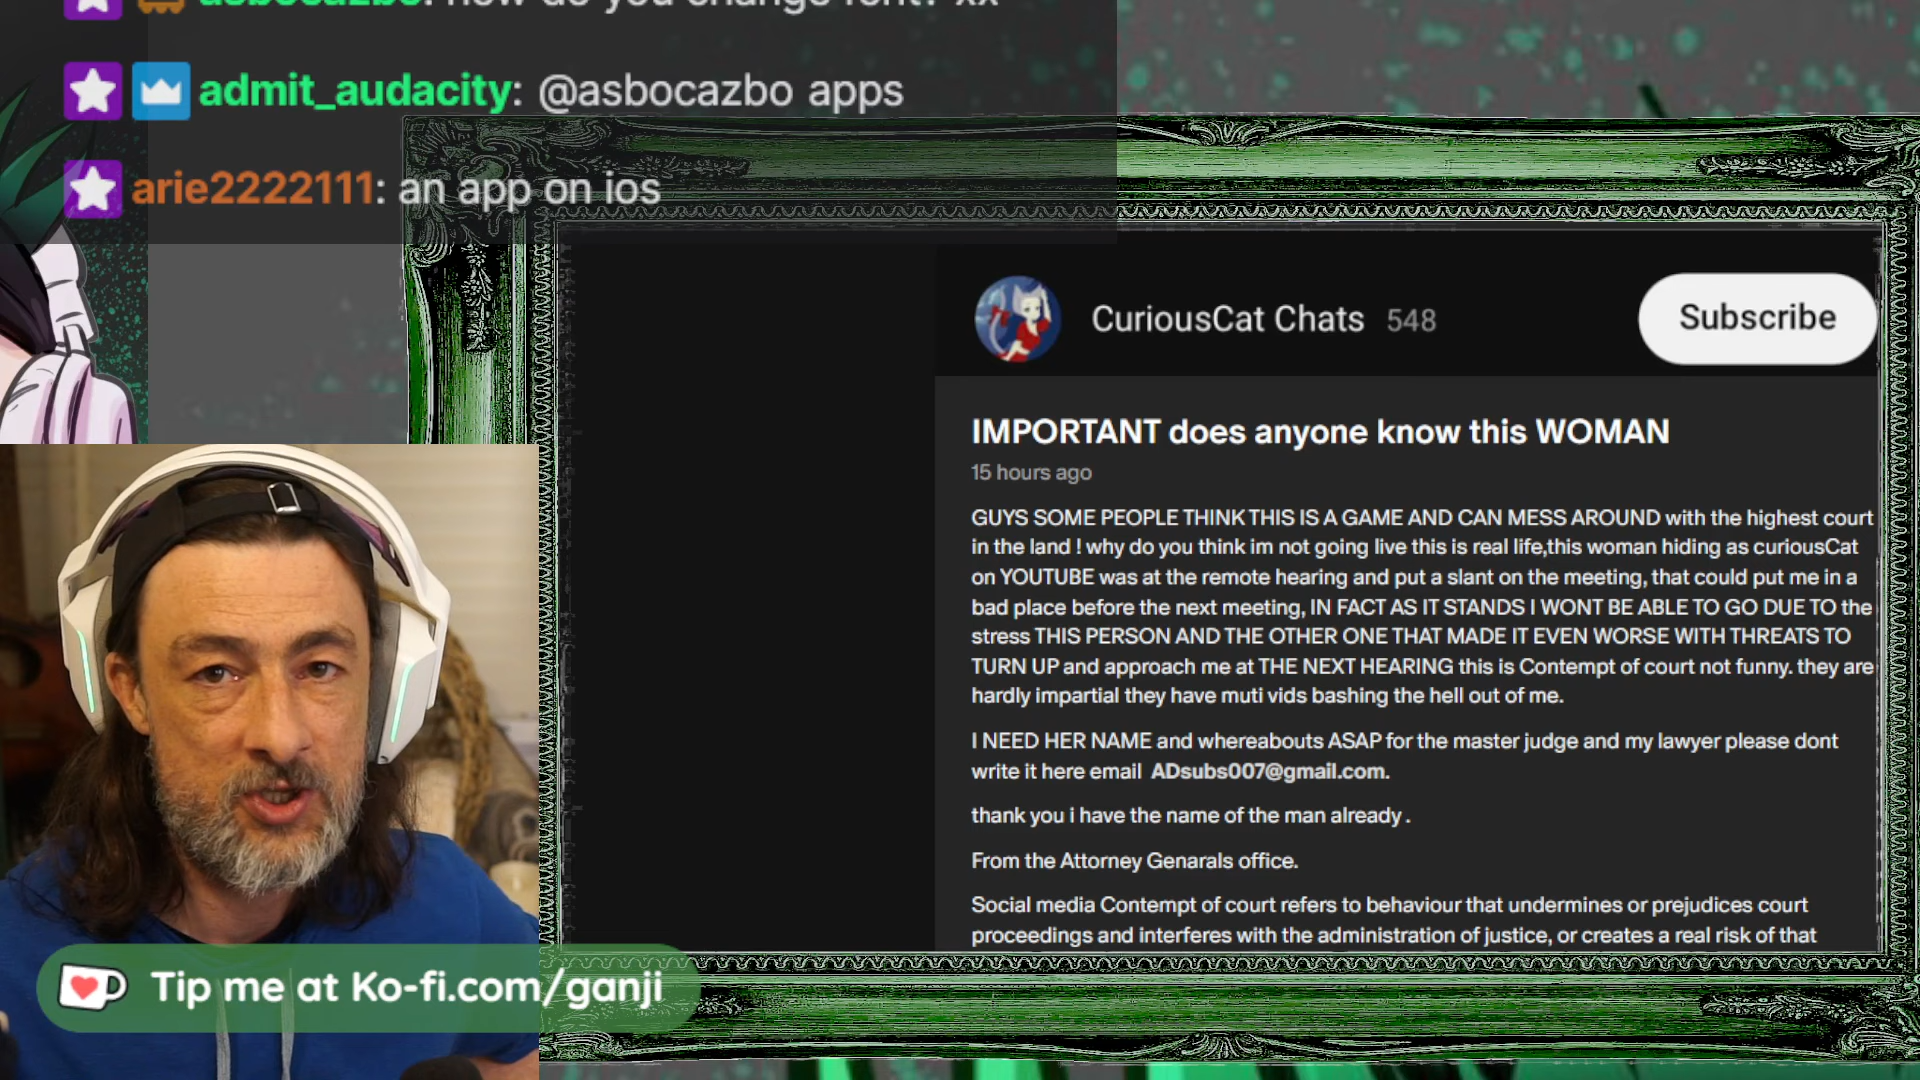 asbocazbo: how do you change font? xx
admit_audacity: @asbocazbo apps
arie2222111: an app on ios
CuriousCat Chats 548
Subscribe
IMPORTANT does anyone know this WOMAN
15 hours ago
GUYS SOME PEOPLE THINK THIS IS A GAME AND CAN MESS AROUND with the highest court
in the land ! why do you think im not going live this is real life,this woman hiding as curiousCat
on YOUTUBE was at the remote hearing and put a slant on the meeting, that could put me in a
bad place before the next meeting, IN FACT AS IT STANDS I WONT BE ABLE TO GO DUE TO the
stress THIS PERSON AND THE OTHER ONE THAT MADE IT EVEN WORSE WITH THREATS TO
TURN UP and approach me at THE NEXT HEARING this is Contempt of court not funny. they are
hardly impartial they have muti vids bashing the hell out of me.
I NEED HER NAME and whereabouts ASAP for the master judge and my lawyer please dont
write it here email ADsubs007@gmail.com.
thank you i have the name of the man already .
From the Attorney Genarals office.
Social media Contempt of court refers to behaviour that undermines or prejudices court
proceedings and interferes with the administration of justice, or creates a real risk of that
Tip me at Ko-fi.com/ganji